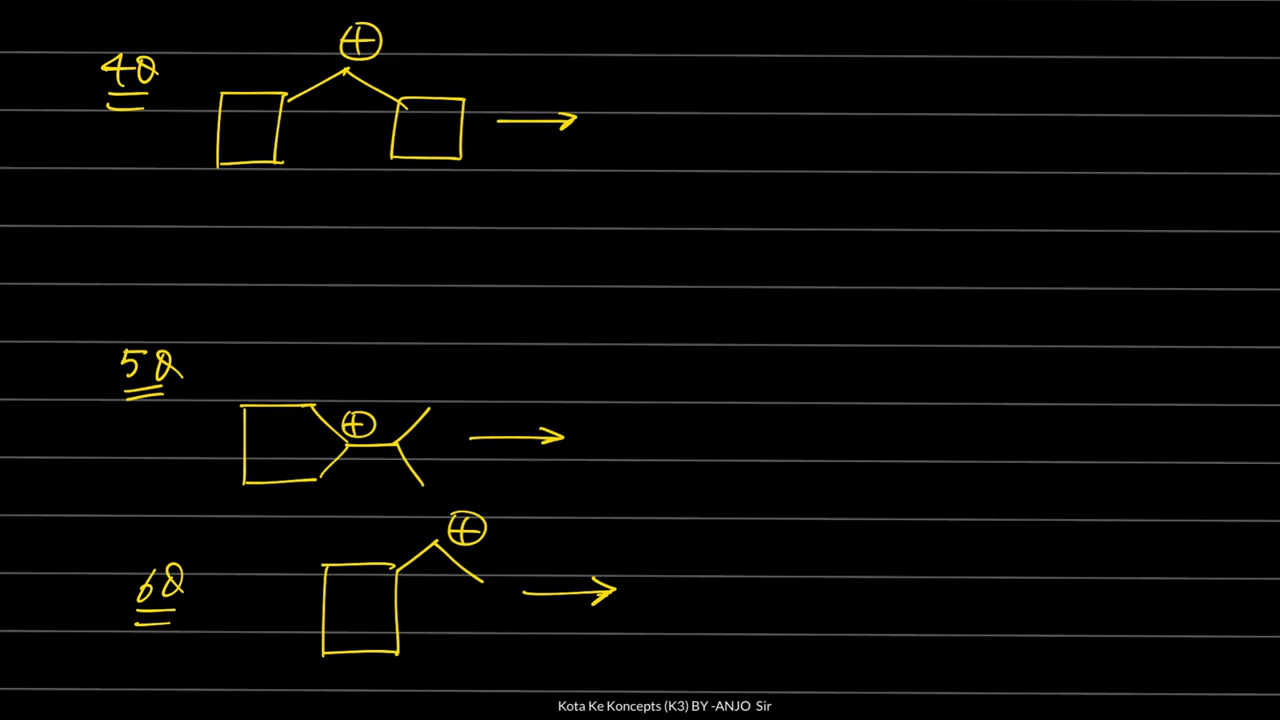 4Q
⊕
5Q
⊕
6Q
⊕
Kota Ke Koncepts (K3) BY -ANJO Sir